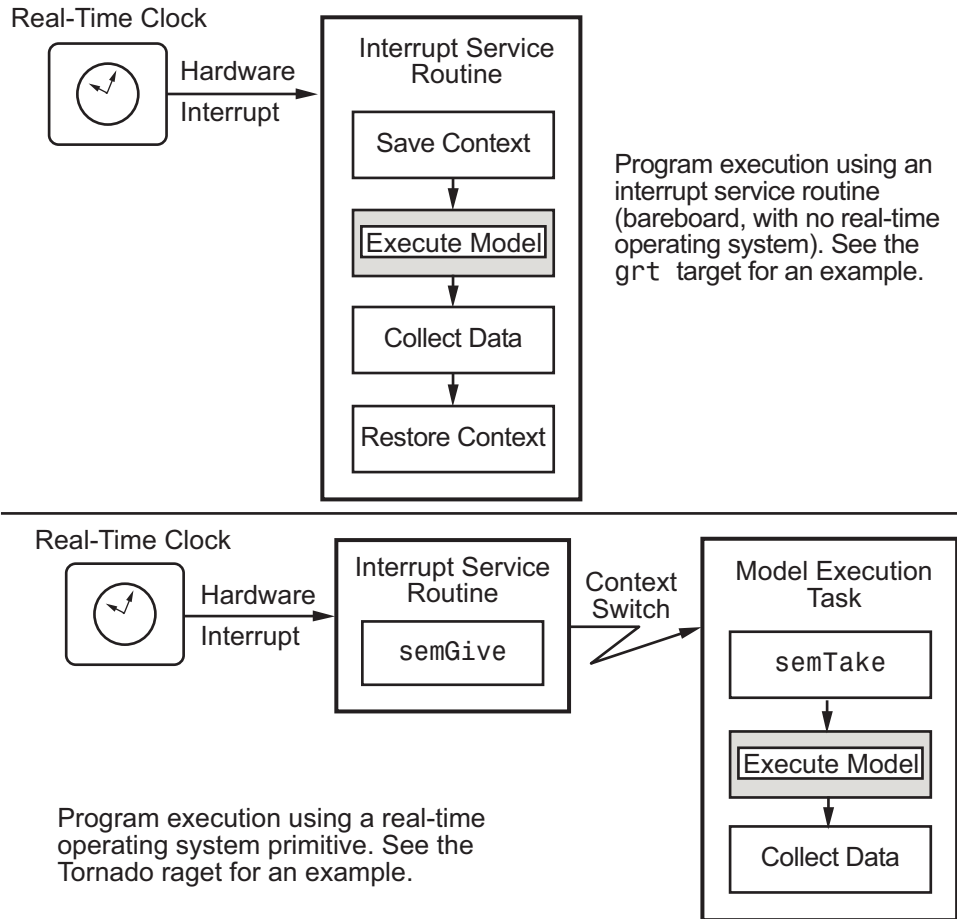 Real-Time Clock
Hardware
Interrupt
Interrupt Service
Routine
Save Context
Execute Model
Collect Data
Restore Context
Program execution using an
interrupt service routine
(bareboard, with no real-time
operating system). See the
grt target for an example.
Real-Time Clock
Hardware
Interrupt
Interrupt Service
Routine
semGive
Context
Switch
Model Execution
Task
semTake
Execute Model
Collect Data
Program execution using a real-time
operating system primitive. See the
Tornado raget for an example.